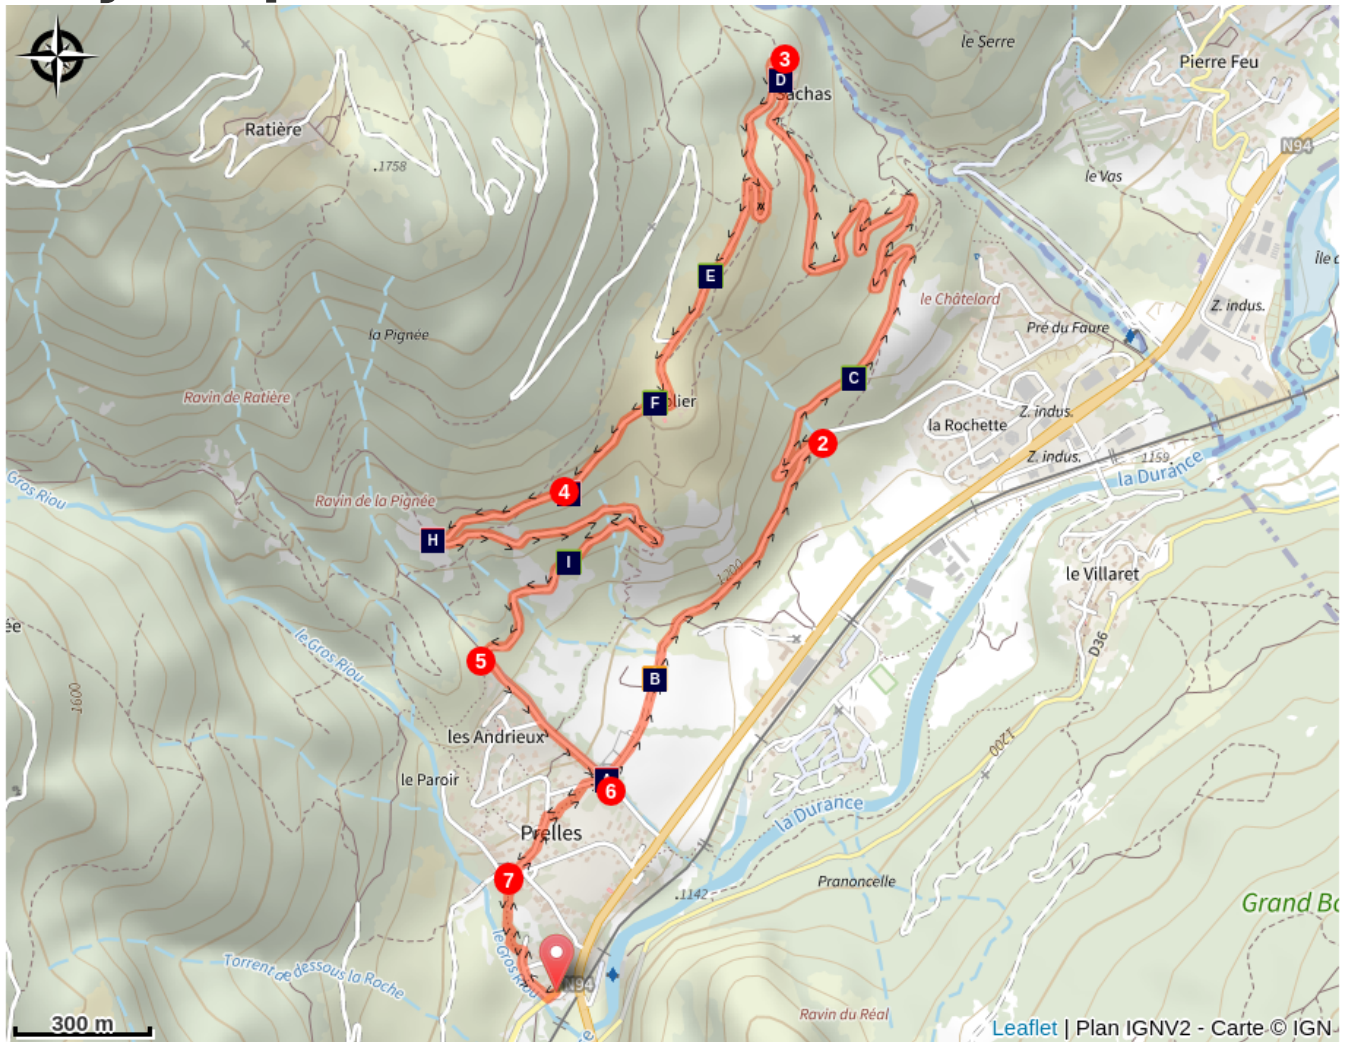 le Serre
Pierre Feu
3
D
Sachas
Ratière
.1758
N94
le Vas
E
Île d
le Châtelard
Z. indus.
la Pignée
Pré du Faure
C
Ravin de Ratière
F
olier
Z. indus.
la Rochette
2
Z. indus.
.1159
la Durance
Gros Riou
Ravin de la Pignée
4
H
I
1200
le Villaret
ée
le Gros Riou
D36
5
B
1600
les Andrieux
1200
le Paroir
6
la Durance
Prelles
7
Pranoncelle
.1142
Grand Bo
le Gros Riou
Torrent de dessous la Roche
N94
Ravin du Réal
300 m
Leaflet | Plan IGNV2 - Carte © IGN